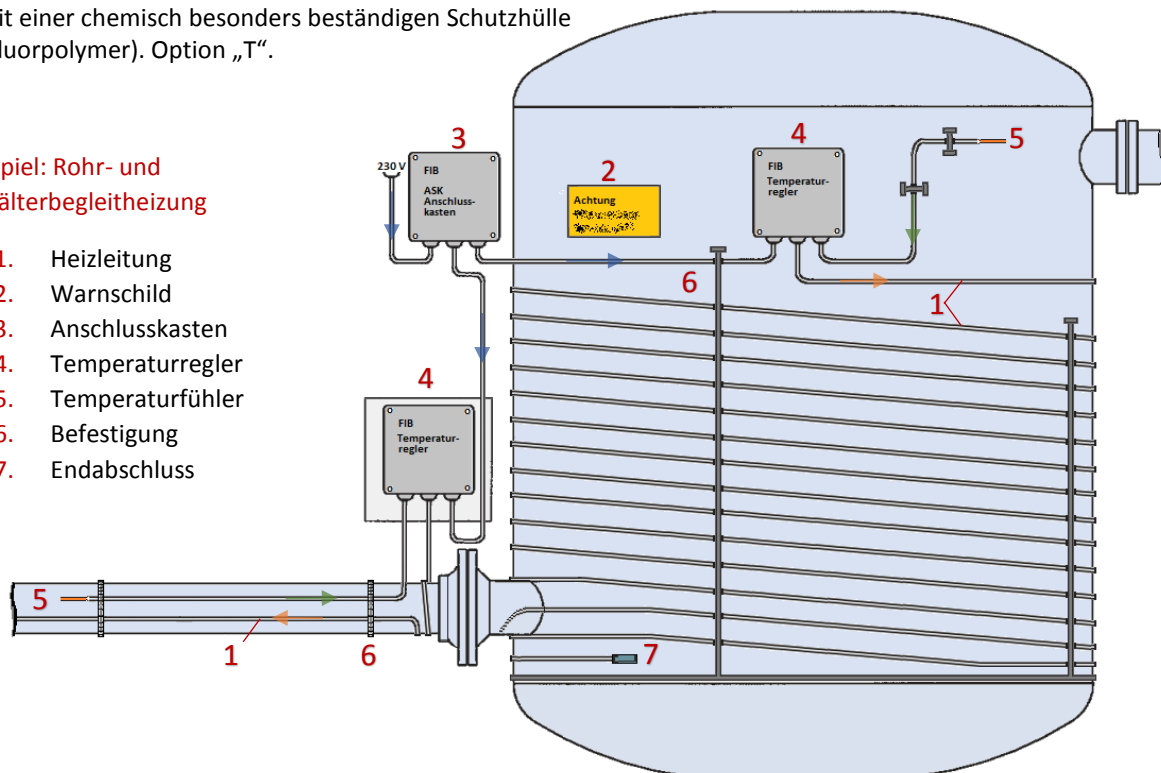 it einer chemisch besonders beständigen Schutzhülle
luorpolymer). Option „T“.
piel: Rohr- und
älterbegleitheizung
1. Heizleitung
2. Warnschild
3. Anschlusskasten
4. Temperaturregler
5. Temperaturfühler
6. Befestigung
7. Endabschluss
3
230 V
FIB
ASK
Anschluss-
kasten
2
Achtung
4
FIB
Temperatur-
regler
5
6
1
4
FIB
Temperatur-
regler
5
1
6
7